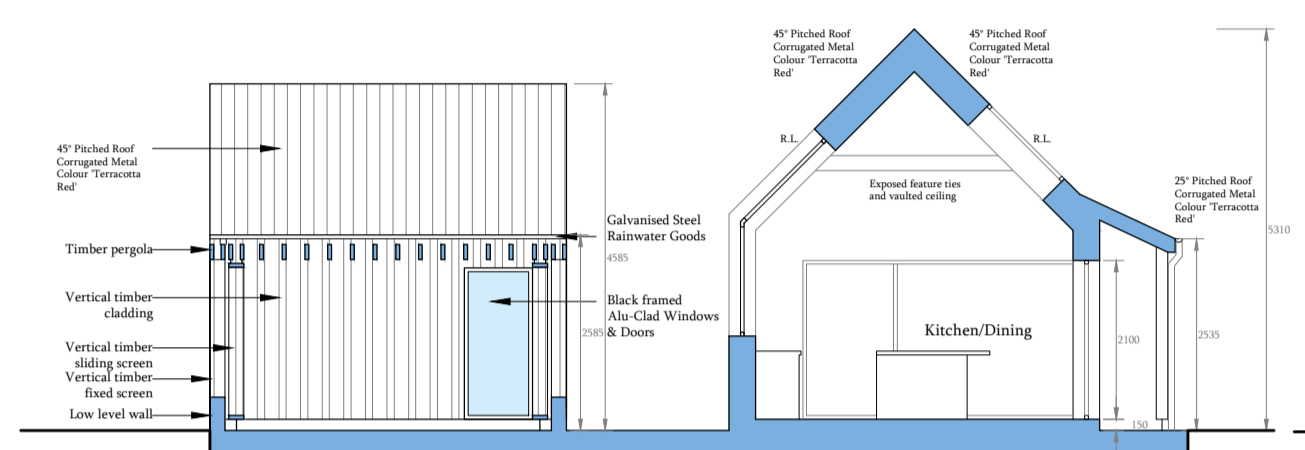 45° Pitched Roof
Corrugated Metal
Colour 'Terracotta
Red'
Timber pergola
Vertical timber
cladding
Vertical timber
sliding screen
Vertical timber
fixed screen
Low level wall
Galvanised Steel
Rainwater Goods
4585
Black framed
Alu-Clad Windows
& Doors
2585
45° Pitched Roof
Corrugated Metal
Colour 'Terracotta
Red'
45° Pitched Roof
Corrugated Metal
Colour 'Terracotta
Red'
R.L.
R.L.
Exposed feature ties
and vaulted ceiling
25° Pitched Roof
Corrugated Metal
Colour 'Terracotta
Red'
5310
Kitchen/Dining
2100
2535
150